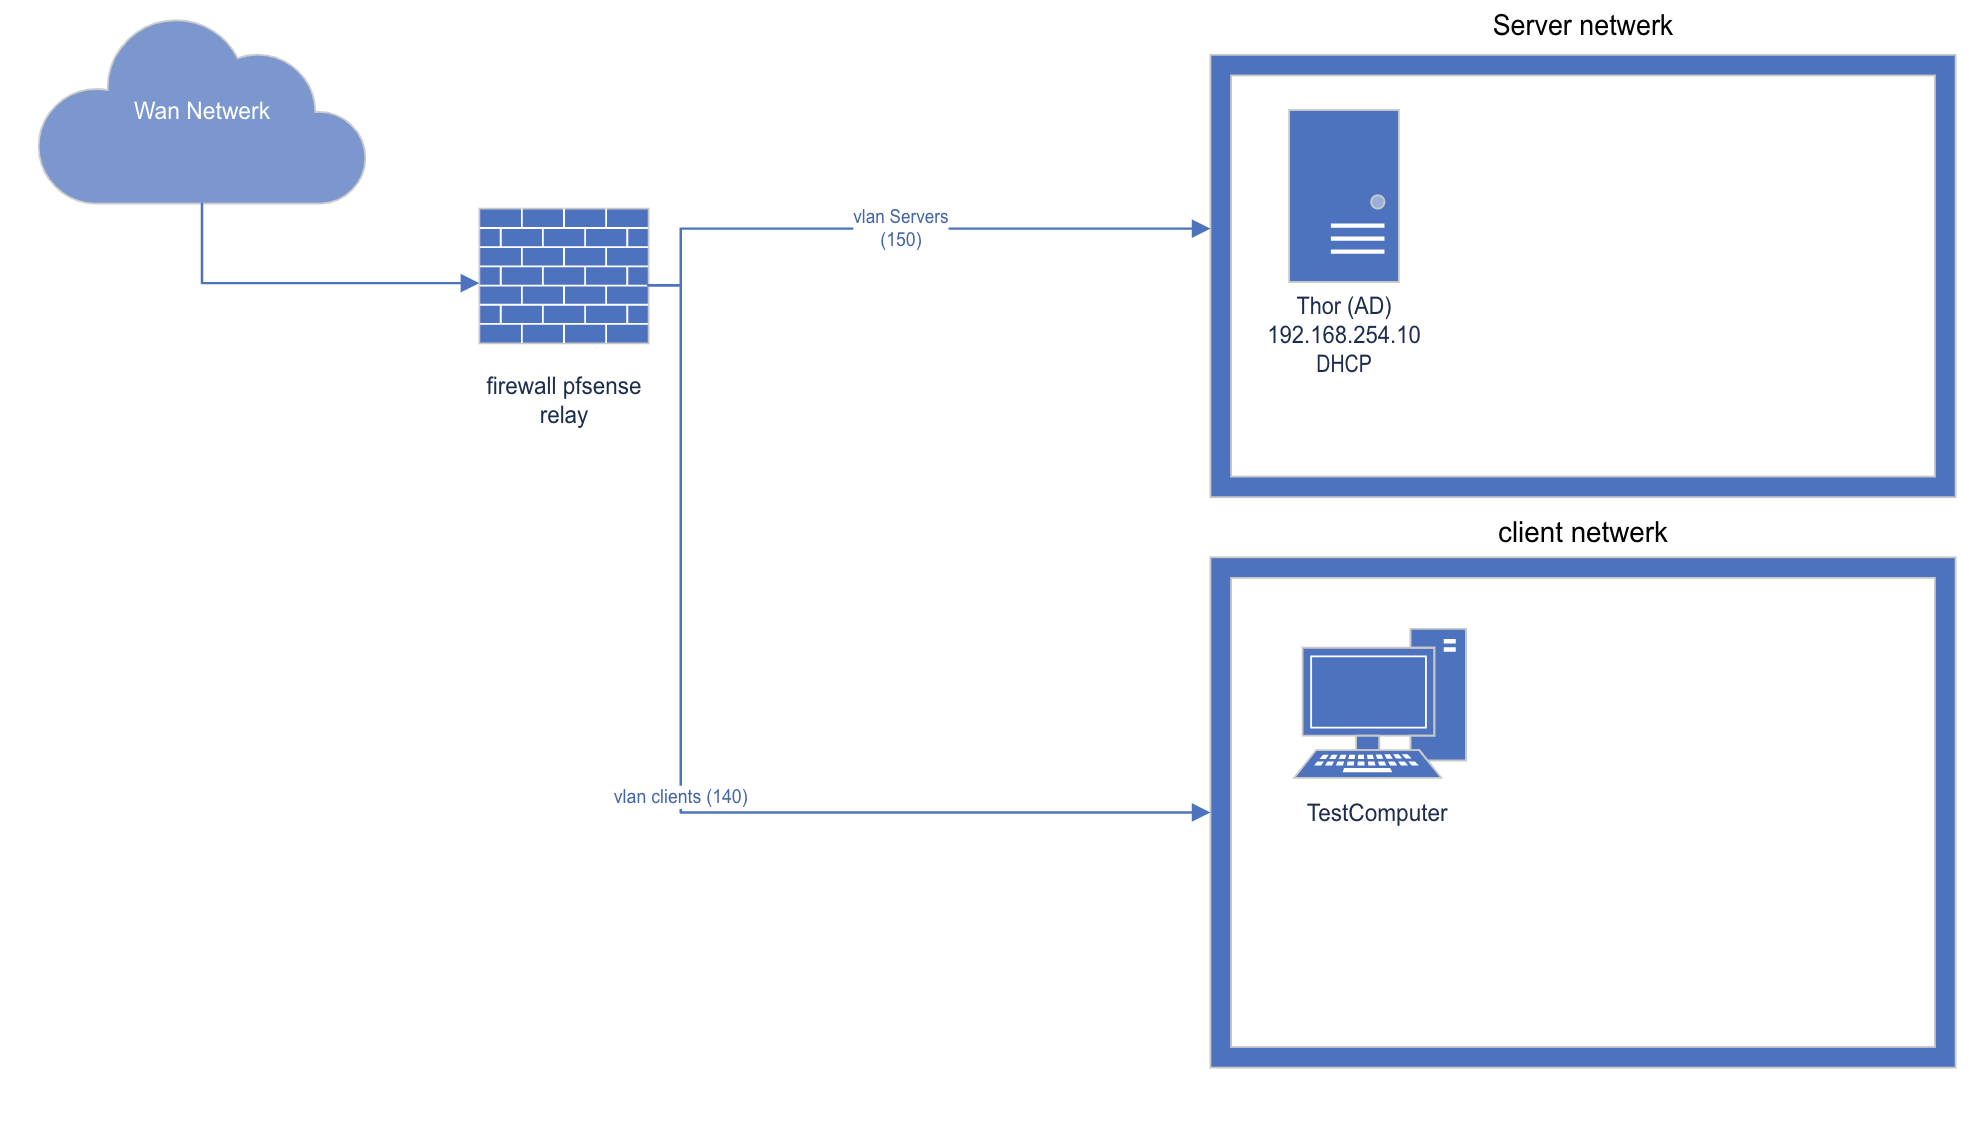 Wan Netwerk
firewall pfsense
relay
vlan Servers
(150)
vlan clients (140)
Server netwerk
Thor (AD)
192.168.254.10
DHCP
client netwerk
TestComputer